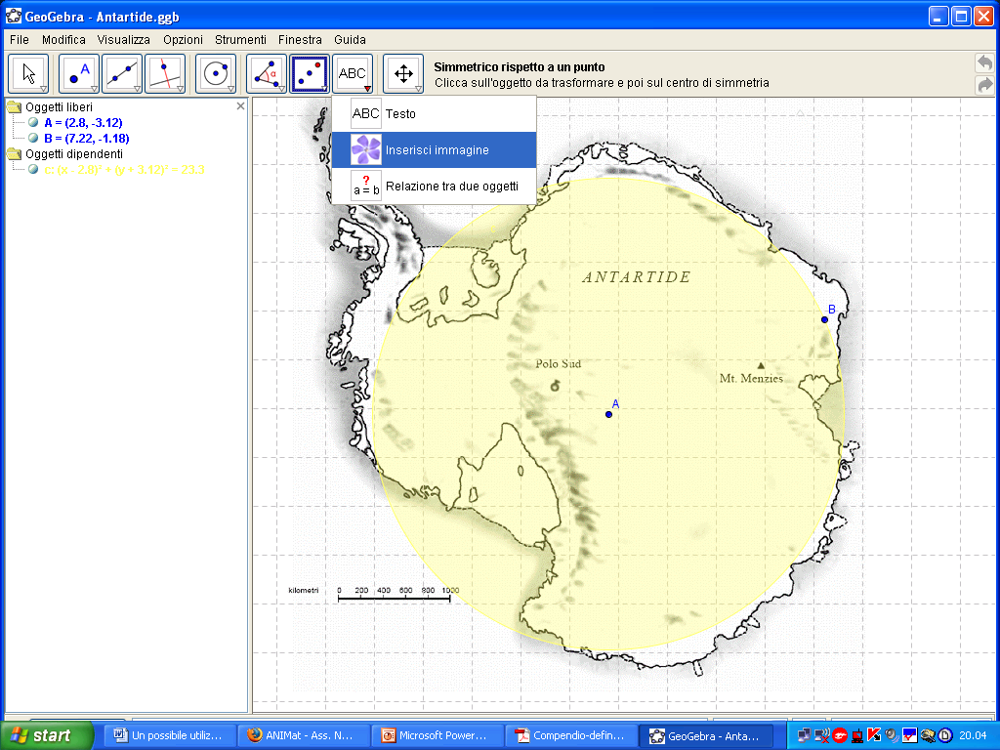 GeoGebra - Antartide.ggb
File Modifica Visualizza Opzioni Strumenti Finestra Guida
A
α
ABC
Simmetrico rispetto a un punto
Clicca sull'oggetto da trasformare e poi sul centro di simmetria
Oggetti liberi
A = (2.8, -3.12)
B = (7.22, -1.18)
Oggetti dipendenti
c: (x - 2.8)² + (y + 3.12)² = 23.3
ABC Testo
Inserisci immagine
? a = b Relazione tra due oggetti
ANTARTIDE
B
Polo Sud
Mt. Menzies
A
kilometri 0 200 400 600 800 1000
start
Un possibile utiliz...
ANIMat - Ass. N...
Microsoft Power...
Compendio-defin...
GeoGebra - Anta...
20.04